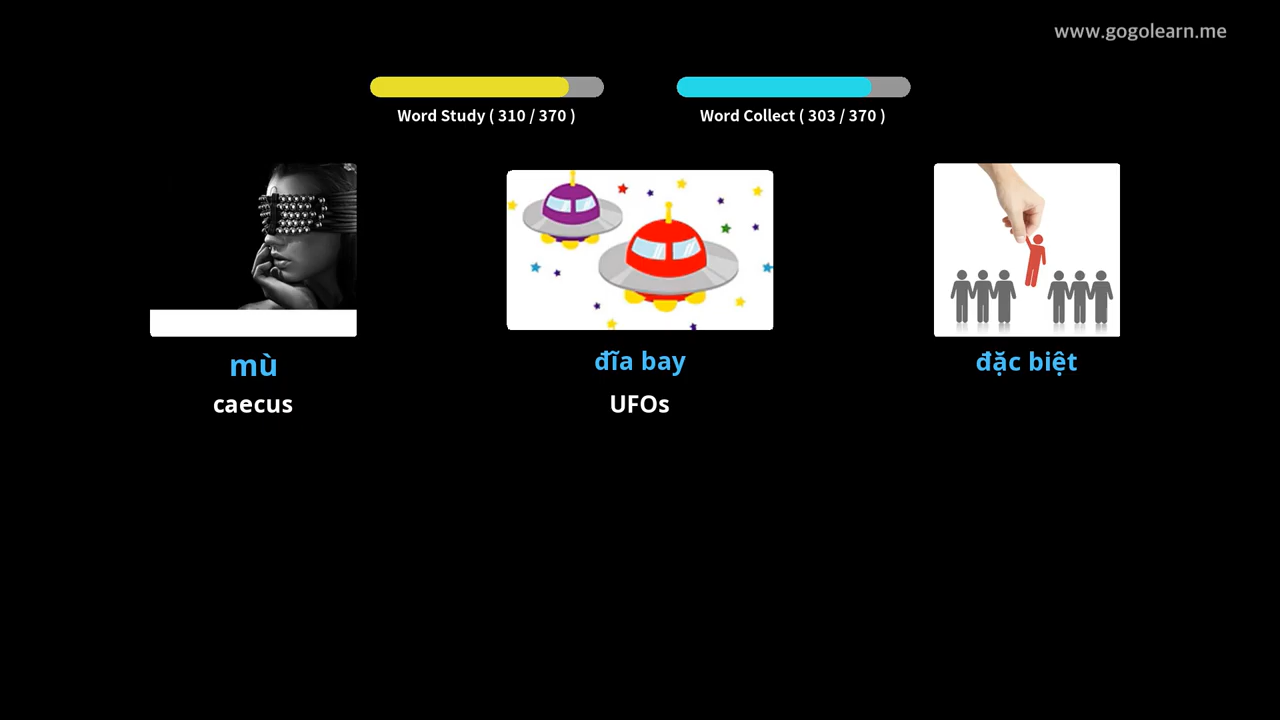 www.gogolearn.me
Word Study ( 310 / 370 )
Word Collect ( 303 / 370 )
mù
đĩa bay
đặc biệt
caecus
UFOs